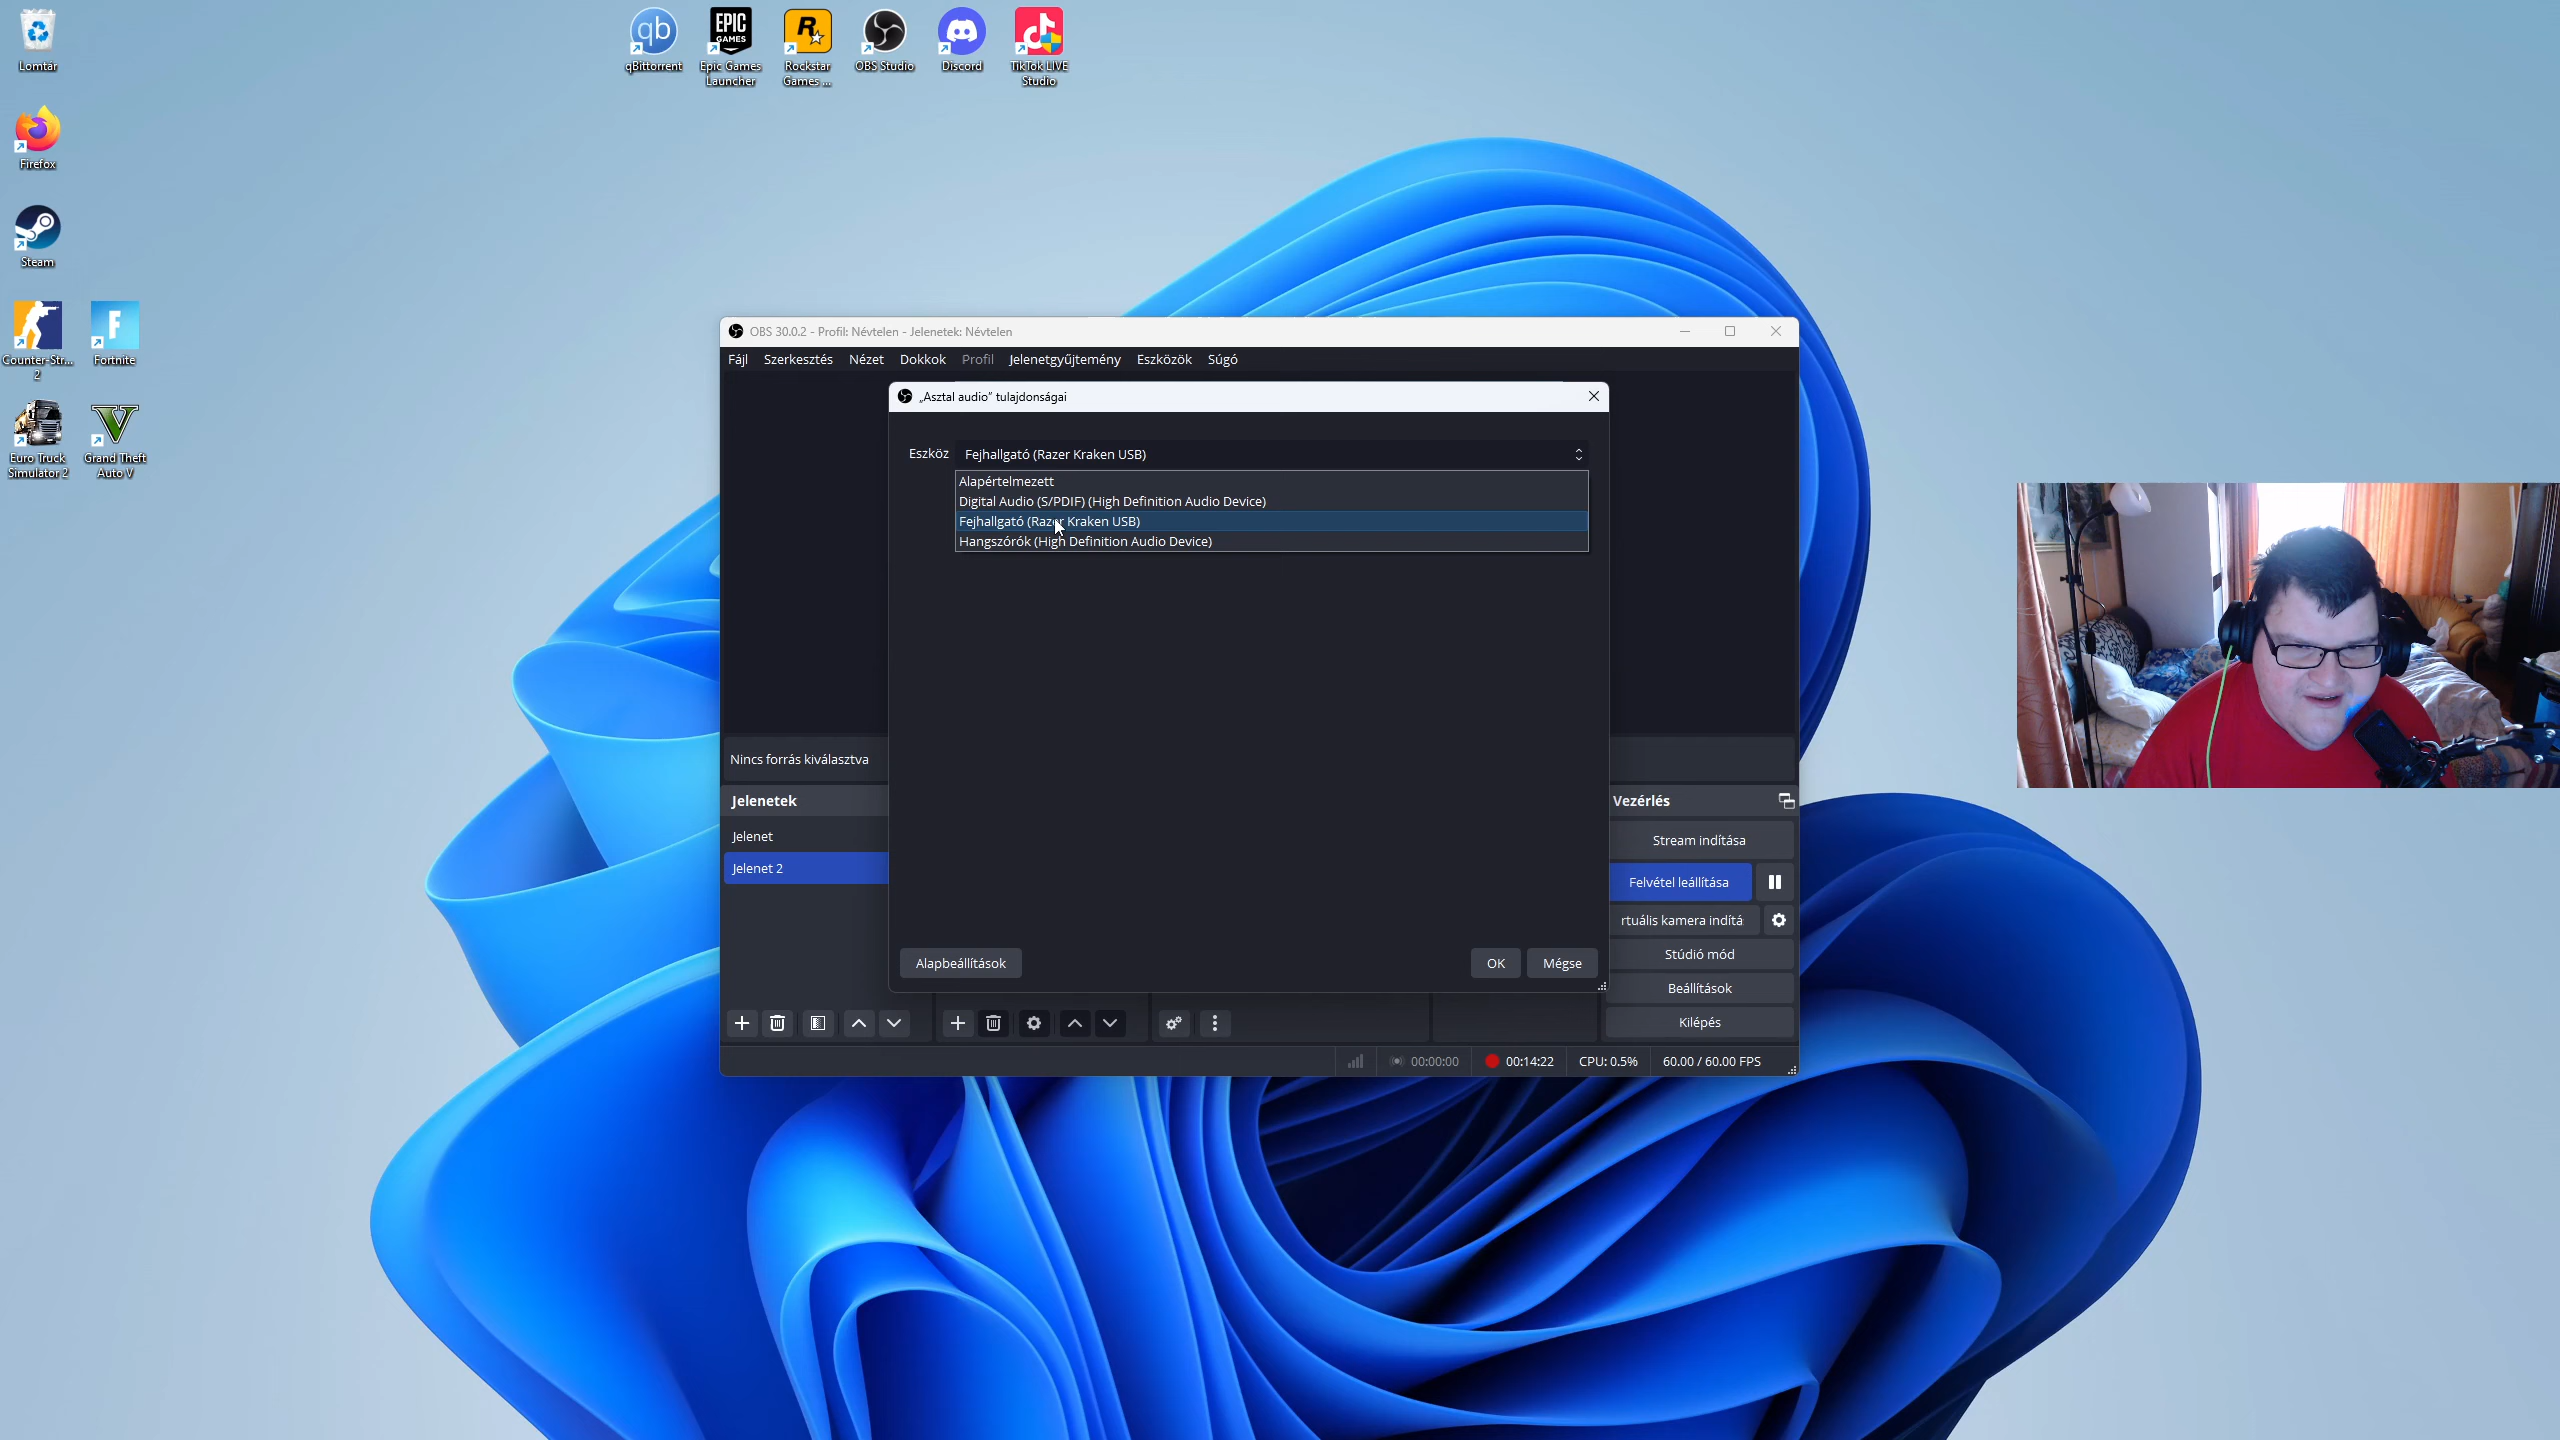 Lomtár
qBittorrent
Epic Games
Launcher
Rockstar
Games ...
OBS Studio
Discord
TikTok LIVE
Studio
Firefox
Steam
Counter-Str...
2
Fortnite
Euro Truck
Simulator 2
Grand Theft
Auto V
OBS 30.0.2 - Profil: Névtelen - Jelenetek: Névtelen
Fájl Szerkesztés Nézet Dokkok Profil Jelenetgyűjtemény Eszközök Súgó
„Asztal audio” tulajdonságai
Eszköz Fejhallgató (Razer Kraken USB)
Alapértelmezett
Digital Audio (S/PDIF) (High Definition Audio Device)
Fejhallgató (Razer Kraken USB)
Hangszórók (High Definition Audio Device)
Nincs forrás kiválasztva
Jelenetek
Jelenet
Jelenet 2
Alapbeállítások
OK
Mégse
Vezérlés
Stream indítása
Felvétel leállítása
rtuális kamera indítá
Stúdió mód
Beállítások
Kilépés
00:00:00 00:14:22 CPU: 0.5% 60.00 / 60.00 FPS